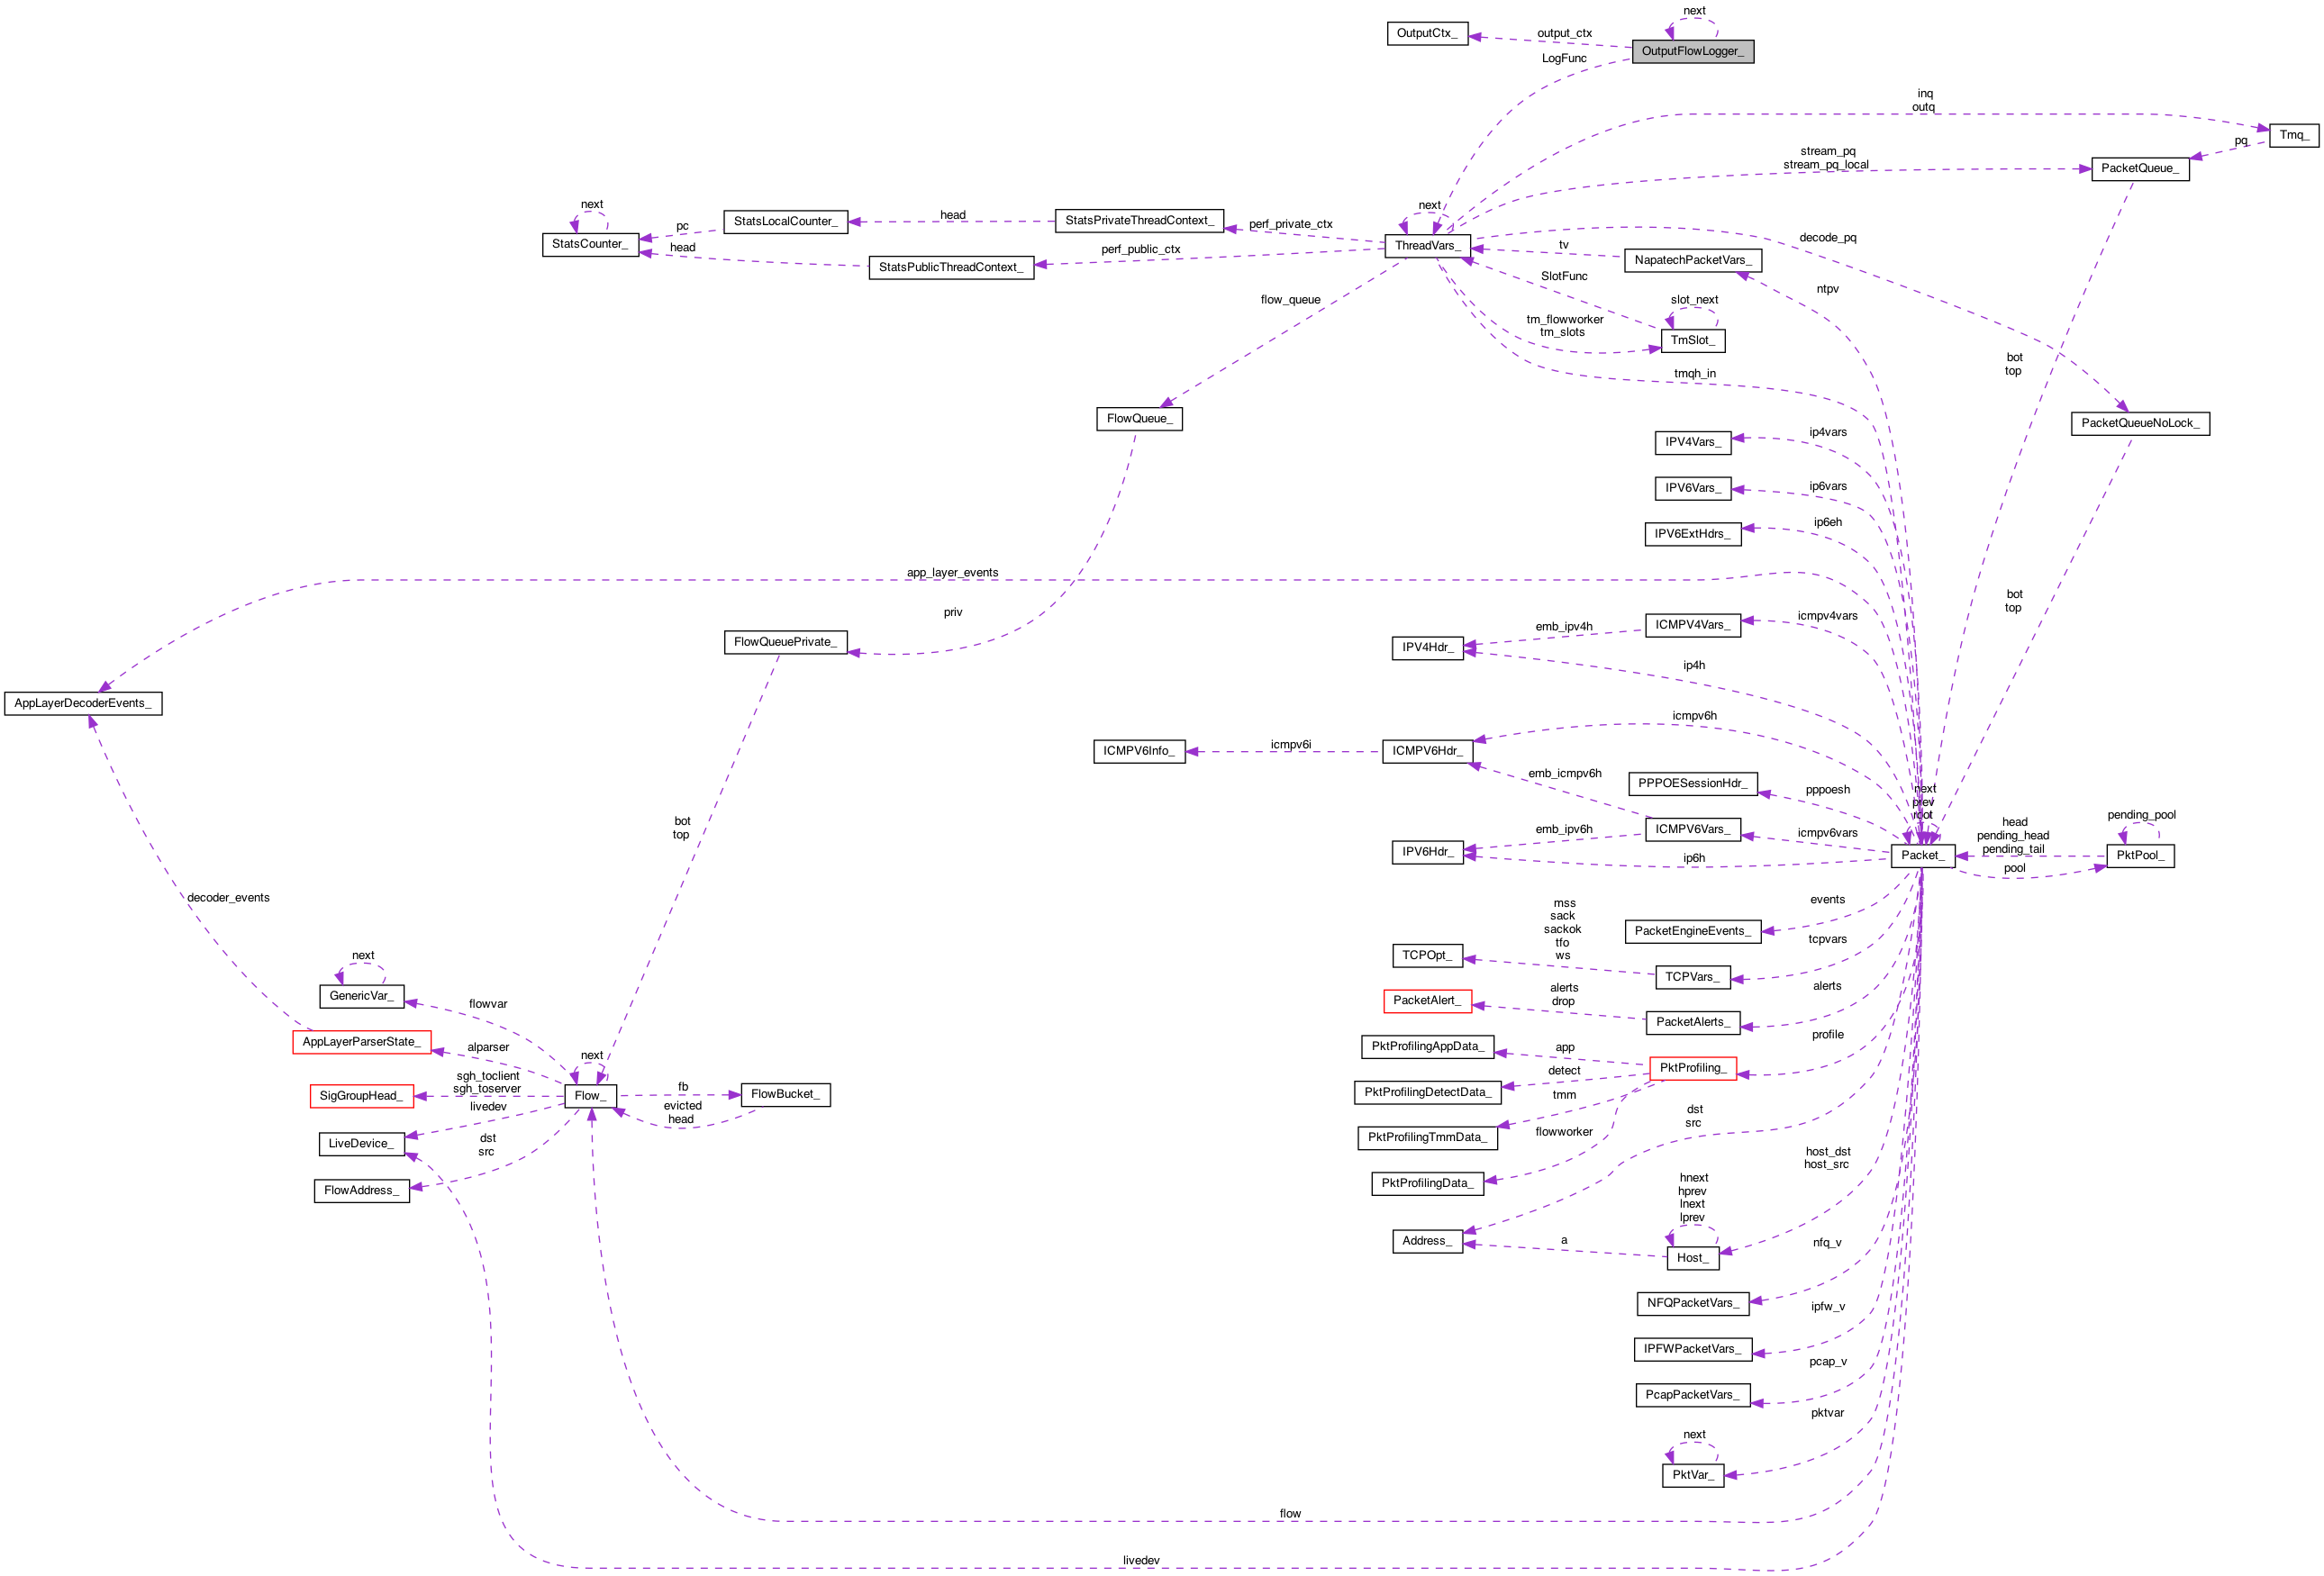 next
OutputCtx_
output_ctx
OutputFlowLogger_
LogFunc
inq
outq
Tmq_
pq
stream_pq
stream_pq_local
PacketQueue_
next
StatsCounter_
pc
head
StatsLocalCounter_
head
StatsPrivateThreadContext_
StatsPublicThreadContext_
perf_private_ctx
perf_public_ctx
next
ThreadVars_
tv
NapatechPacketVars_
decode_pq
SlotFunc
ntpv
flow_queue
slot_next
tm_flowworker
tm_slots
TmSlot_
tmqh_in
bot
top
FlowQueue_
PacketQueueNoLock_
IPV4Vars_
ip4vars
IPV6Vars_
ip6vars
IPV6ExtHdrs_
ip6eh
app_layer_events
priv
bot
top
FlowQueuePrivate_
emb_ipv4h
ICMPV4Vars_
icmpv4vars
IPV4Hdr_
ip4h
AppLayerDecoderEvents_
icmpv6h
ICMPV6Info_
icmpv6i
ICMPV6Hdr_
emb_icmpv6h
PPPOESessionHdr_
pppoesh
next
prev
root
pending_pool
bot
top
emb_ipv6h
ICMPV6Vars_
icmpv6vars
IPV6Hdr_
ip6h
Packet_
head
pending_head
pending_tail
pool
PktPool_
decoder_events
events
PacketEngineEvents_
mss
sack
sackok
tfo
ws
tcpvars
TCPOpt_
TCPVars_
next
GenericVar_
flowvar
alerts
drop
PacketAlert_
PacketAlerts_
alerts
AppLayerParserState_
alparser
next
PktProfilingAppData_
app
PktProfiling_
profile
detect
sgh_toclient
sgh_toserver
SigGroupHead_
Flow_
fb
FlowBucket_
evicted
head
PktProfilingDetectData_
tmm
livedev
LiveDevice_
dst
src
PktProfilingTmmData_
flowworker
dst
src
FlowAddress_
PktProfilingData_
host_dst
host_src
hnext
hprev
lnext
lprev
Address_
a
Host_
nfq_v
NFQPacketVars_
ipfw_v
IPFWPacketVars_
pcap_v
PcapPacketVars_
pktvar
next
PktVar_
flow
livedev